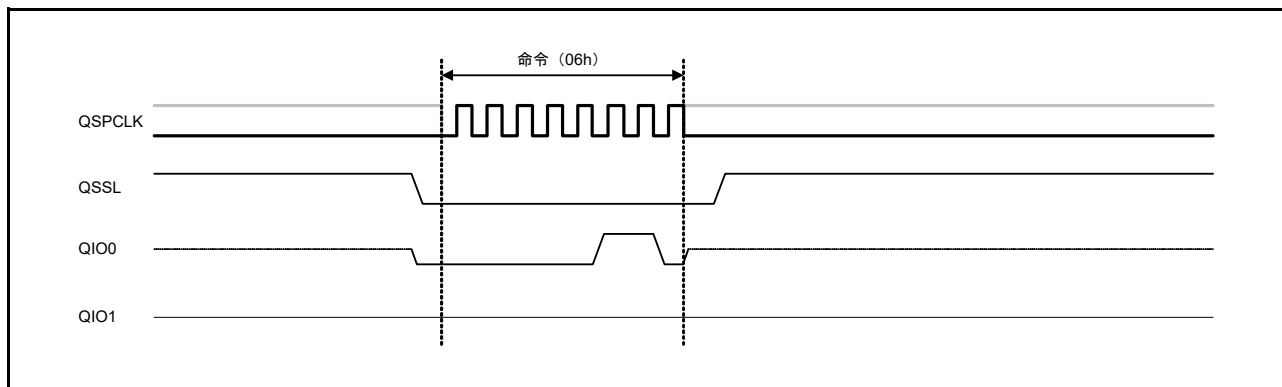 命令（06h）
QSPCLK
QSSL
QIO0
QIO1